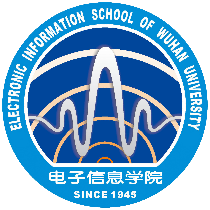 ELECTRONIC INFORMATION SCHOOL OF WUHAN UNIVERSITY
电子信息学院
SINCE 1945